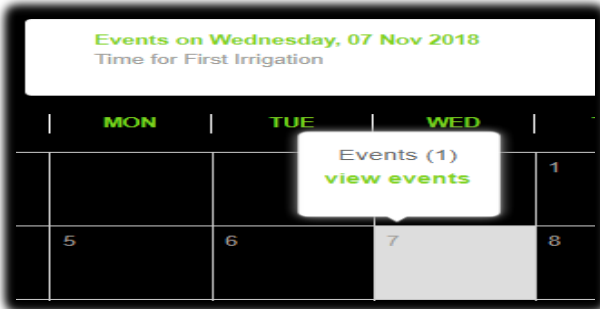 Events on Wednesday, 07 Nov 2018
Time for First Irrigation
MON TUE WED
Events (1)
view events
1
5 6 7 8